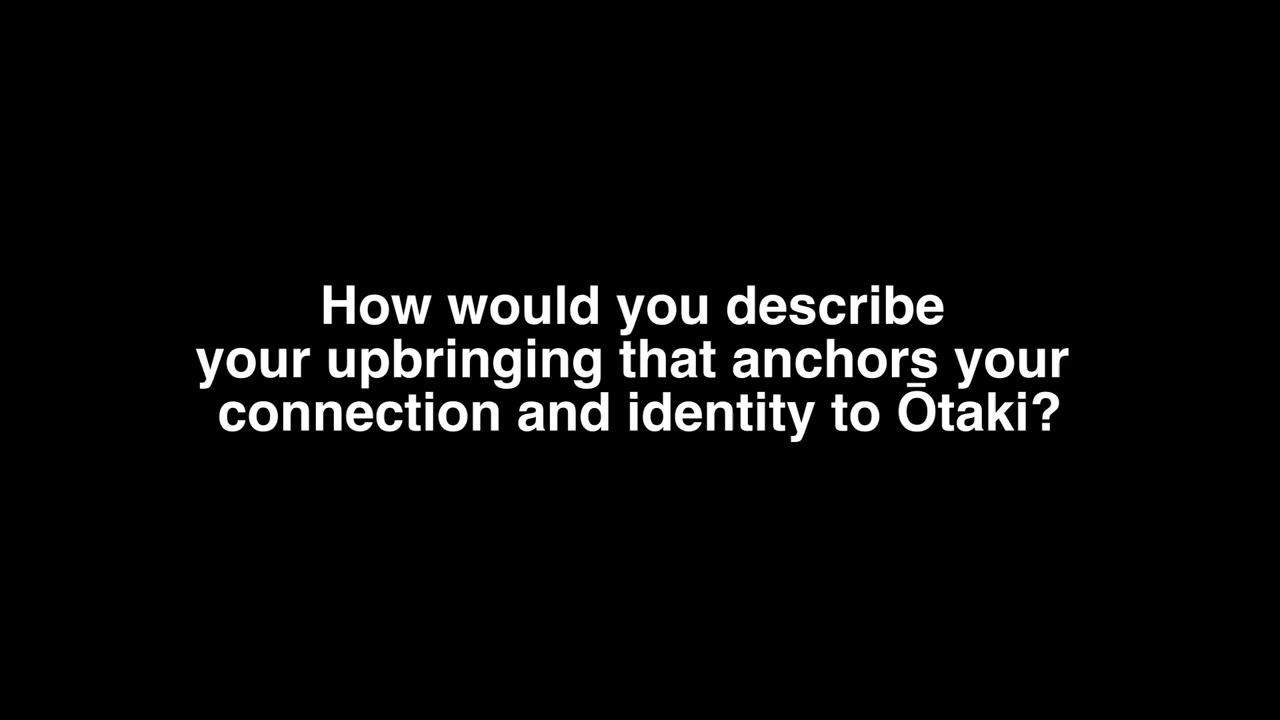 How would you describe
your upbringing that anchors your
connection and identity to Ōtaki?